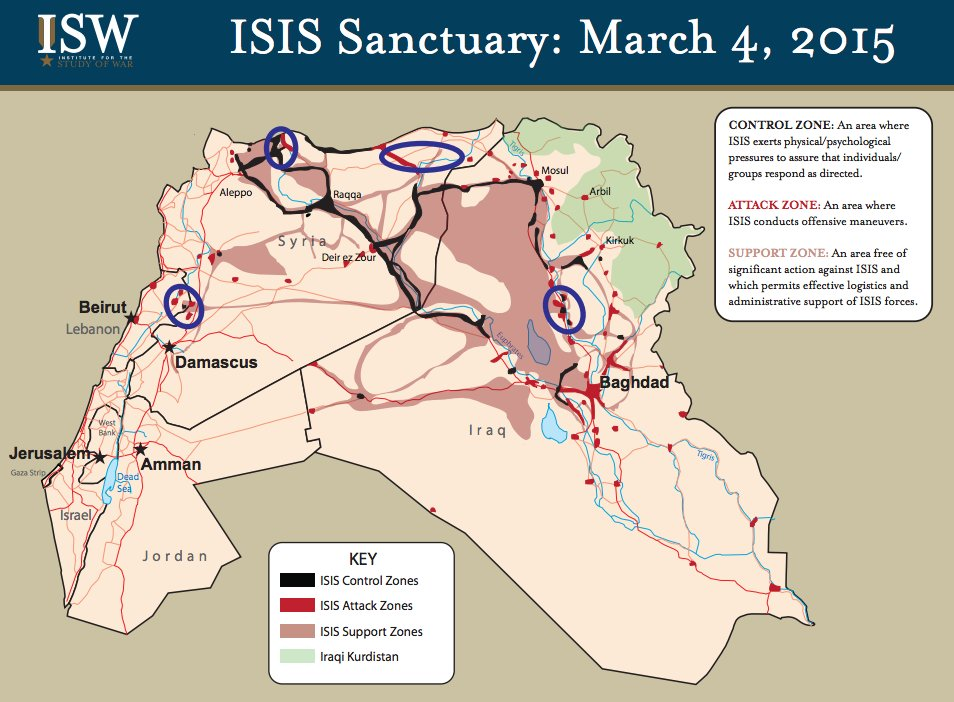 ISW
INSTITUTE FOR THE
STUDY OF WAR
ISIS Sanctuary: March 4, 2015
CONTROL ZONE: An area where
ISIS exerts physical/psychological
pressures to assure that individuals/
groups respond as directed.
ATTACK ZONE: An area where
ISIS conducts offensive maneuvers.
SUPPORT ZONE: An area free of
significant action against ISIS and
which permits effective logistics and
administrative support of ISIS forces.
Tigris
Mosul
Aleppo
Raqqa
Arbil
Syria
Kirkuk
Deir ez Zour
Beirut
Lebanon
Euphrates
Damascus
Baghdad
West
Bank
Iraq
Jerusalem
Amman
Tigris
Gaza Strip
Dead
Sea
Israel
Jordan
KEY
ISIS Control Zones
ISIS Attack Zones
ISIS Support Zones
Iraqi Kurdistan